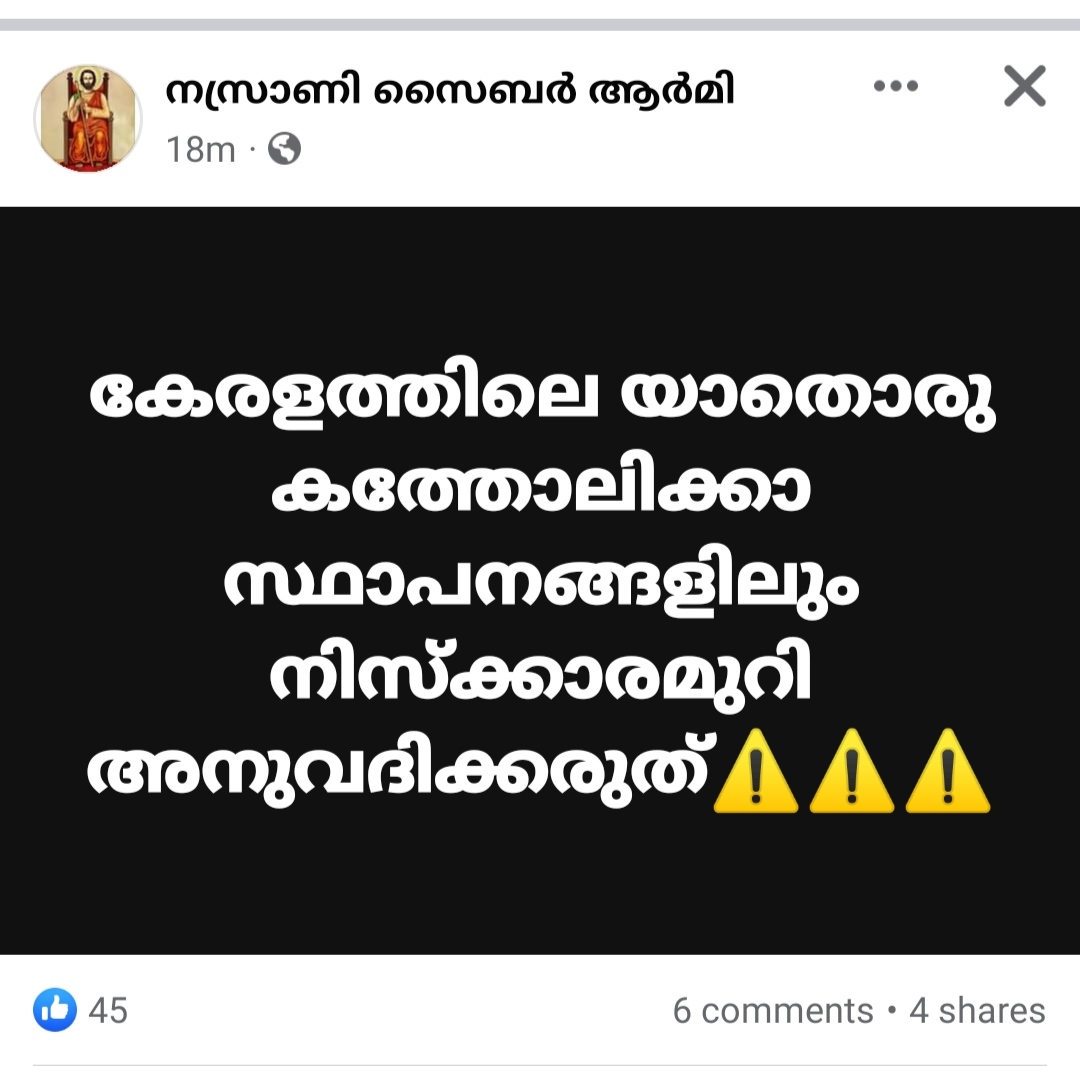 നസ്രാണി സൈബർ ആർമി
18m ·
കേരളത്തിലെ യാതൊരു
കത്തോലിക്കാ
സ്ഥാപനങ്ങളിലും
നിസ്ക്കാരമുറി
അനുവദിക്കരുത്⚠️⚠️⚠️
45
6 comments • 4 shares